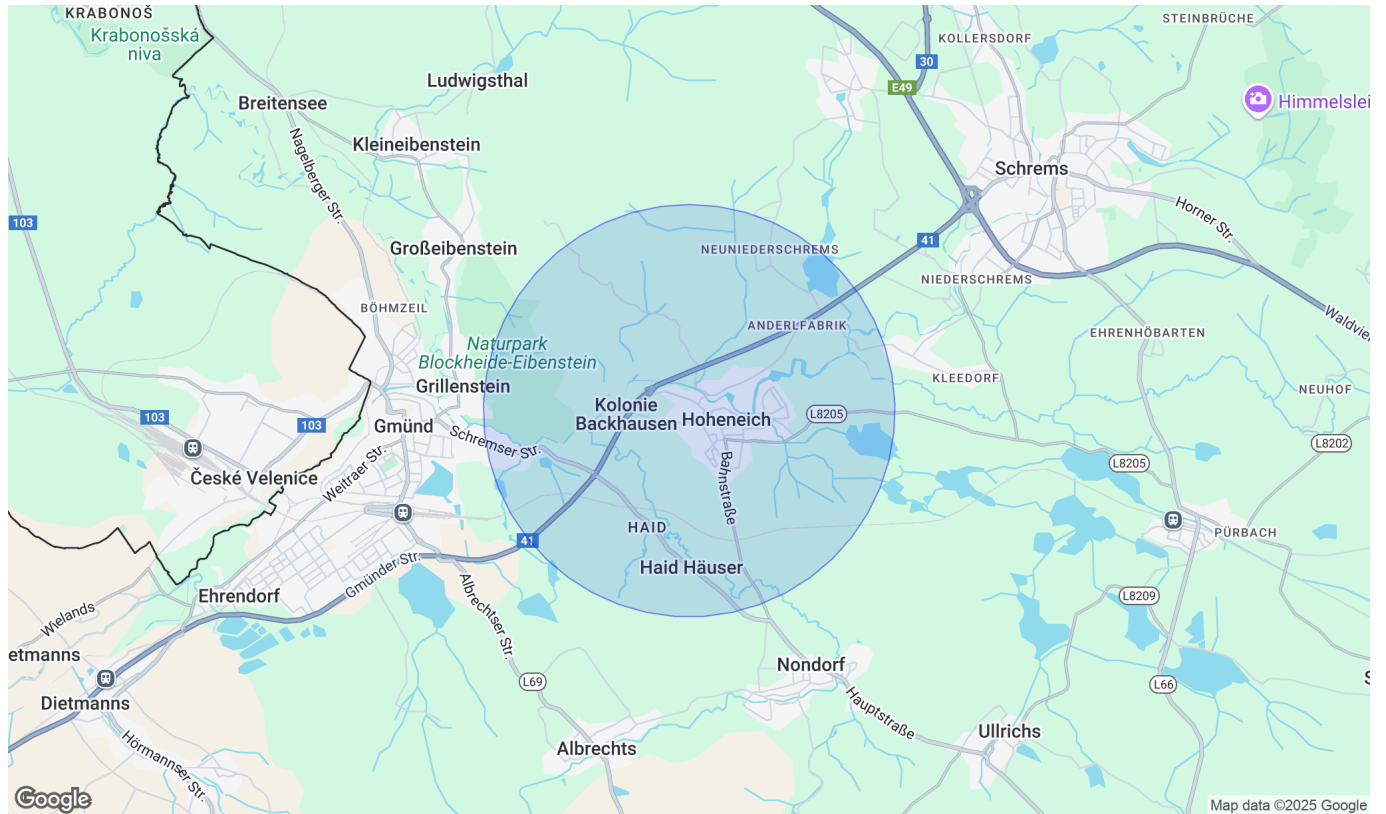 KRABONOŠ
Krabonošská
niva
STEINBRÜCHE
KOLLERSDORF
30
E49
Ludwigsthal
Breitensee
Himmelslei
Kleineibenstein
Nagelberger Str.
Schrems
103
Horner Str.
Großeibenstein
NEUNIEDERSCHREMS
41
NIEDERSCHREMS
BÖHMZEIL
ANDERLFABRIK
Waldvier
EHRENHÖBARTEN
Naturpark
Blockheide-Eibenstein
Grillenstein
KLEEDORF
NEUHOF
Kolonie
Backhausen
Hoheneich
L8205
103
103
Gmünd
Schremser Str.
L8202
Weitraer Str.
Bahnstraße
L8205
České Velenice
HAID
PÜRBACH
41
Haid Häuser
Gmünder Str.
Ehrendorf
Albrechtser Str.
L8209
Wielands
etmanns
Nondorf
L69
L66
S
Dietmanns
Hauptstraße
Hörmannser Str.
Albrechts
Ullrichs
Google
Map data ©2025 Google